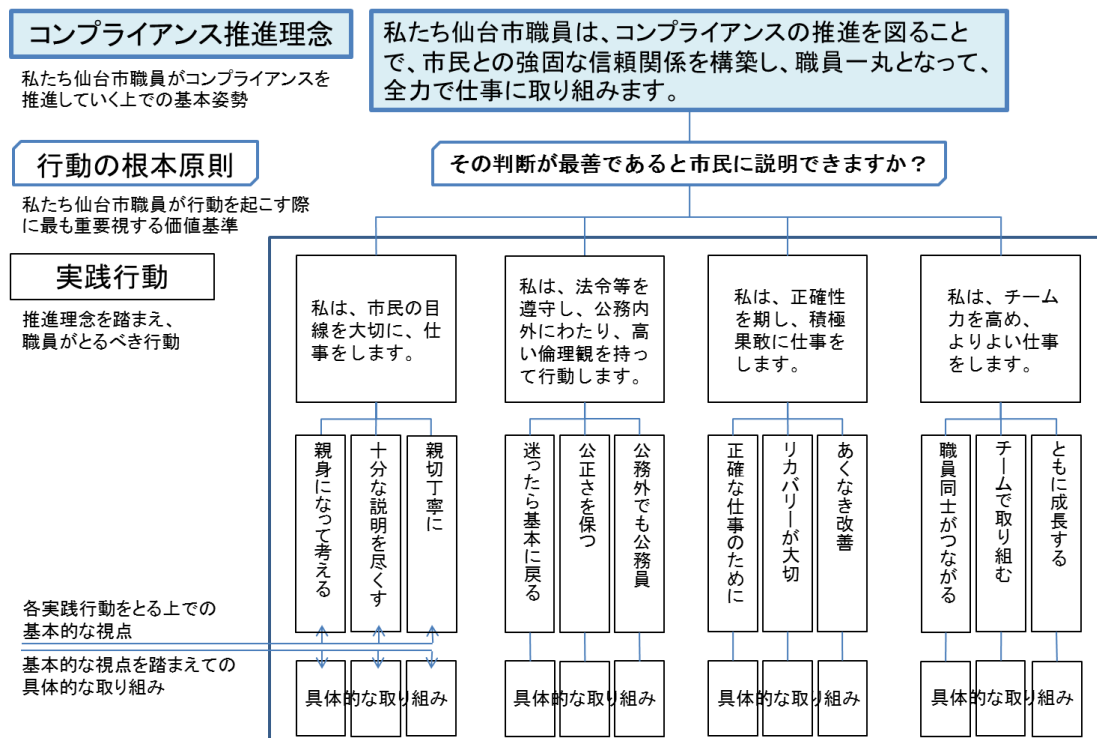 コンプライアンス推進理念
私たち仙台市職員がコンプライアンスを
推進していく上での基本姿勢
私たち仙台市職員は、コンプライアンスの推進を図ること
で、市民との強固な信頼関係を構築し、職員一丸となって、
全力で仕事に取り組みます。
行動の根本原則
私たち仙台市職員が行動を起こす際
に最も重要視する価値基準
その判断が最善であると市民に説明できますか？
実践行動
推進理念を踏まえ、
職員がとるべき行動
私は、市民の目
線を大切に、仕
事をします。
私は、法令等を
遵守し、公務内
外にわたり、高
い倫理観を持っ
て行動します。
私は、正確性
を期し、積極
果敢に仕事を
します。
私は、チーム
力を高め、
よりよい仕事
をします。
親身になって考える
十分な説明を尽くす
親切丁寧に
迷ったら基本に戻る
公正さを保つ
公務外でも公務員
正確な仕事のために
リカバリーが大切
あくなき改善
職員同士がつながる
チームで取り組む
ともに成長する
各実践行動をとる上での
基本的な視点
基本的な視点を踏まえての
具体的な取り組み
具体的な取り組み
具体的な取り組み
具体的な取り組み
具体的な取り組み